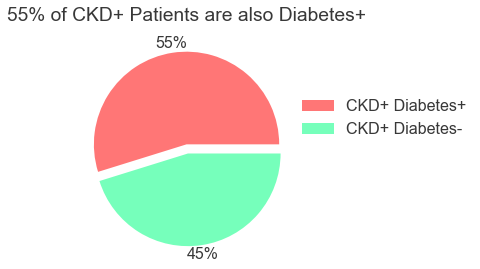 55% of CKD+ Patients are also Diabetes+
55%
CKD+ Diabetes+
CKD+ Diabetes-
45%